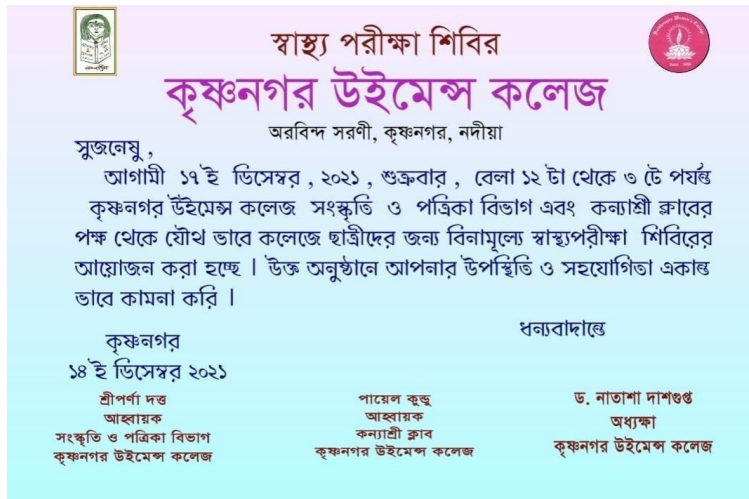 স্বাস্থ্য পরীক্ষা শিবির
কৃষ্ণনগর উইমেন্স কলেজ
অরবিন্দ সরণী, কৃষ্ণনগর, নদীয়া
সুজনেষু ,
আগামী ১৭'ই ডিসেম্বর , ২০২১ , শুক্রবার , বেলা ১২ টা থেকে ৩ টে পর্যন্ত
কৃষ্ণনগর উইমেন্স কলেজ সংস্কৃতি ও পত্রিকা বিভাগ এবং কন্যাশ্রী ক্লাবের
পক্ষ থেকে যৌথ ভাবে কলেজে ছাত্রীদের জন্য বিনামূল্যে স্বাস্থ্যপরীক্ষা শিবিরের
আয়োজন করা হচ্ছে | উক্ত অনুষ্ঠানে আপনার উপস্থিতি ও সহযোগিতা একান্ত
ভাবে কামনা করি |
ধন্যবাদান্তে
কৃষ্ণনগর
১৪'ই ডিসেম্বর ২০২১
শ্রীপর্ণা দত্ত
আহ্বায়ক
সংস্কৃতি ও পত্রিকা বিভাগ
কৃষ্ণনগর উইমেন্স কলেজ
পায়েল কুন্ডু
আহ্বায়ক
কন্যাশ্রী ক্লাব
কৃষ্ণনগর উইমেন্স কলেজ
ড. নাতাশা দাশগুপ্ত
অধ্যক্ষা
কৃষ্ণনগর উইমেন্স কলেজ